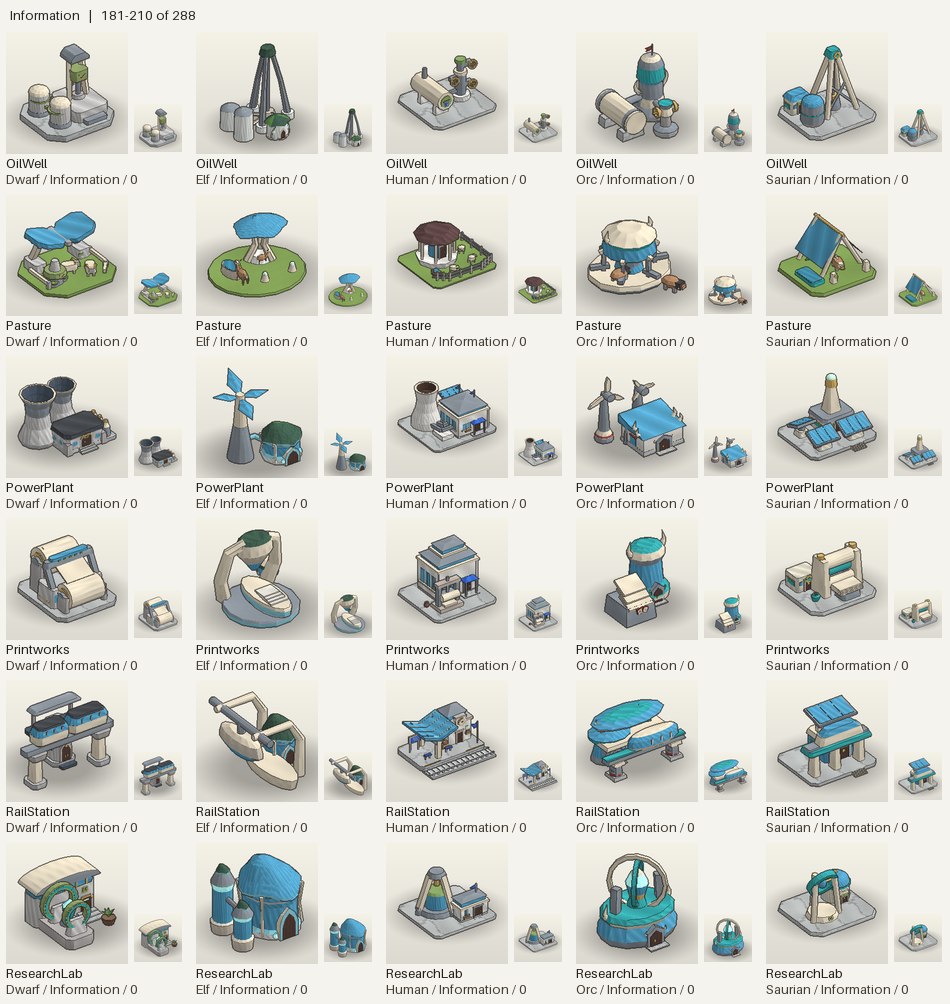 Information | 181-210 of 288
OilWell OilWell OilWell OilWell OilWell
Dwarf / Information / 0 Elf / Information / 0 Human / Information / 0 Orc / Information / 0 Saurian / Information / 0
Pasture Pasture Pasture Pasture Pasture
Dwarf / Information / 0 Elf / Information / 0 Human / Information / 0 Orc / Information / 0 Saurian / Information / 0
PowerPlant PowerPlant PowerPlant PowerPlant PowerPlant
Dwarf / Information / 0 Elf / Information / 0 Human / Information / 0 Orc / Information / 0 Saurian / Information / 0
Printworks Printworks Printworks Printworks Printworks
Dwarf / Information / 0 Elf / Information / 0 Human / Information / 0 Orc / Information / 0 Saurian / Information / 0
RailStation RailStation RailStation RailStation RailStation
Dwarf / Information / 0 Elf / Information / 0 Human / Information / 0 Orc / Information / 0 Saurian / Information / 0
ResearchLab ResearchLab ResearchLab ResearchLab ResearchLab
Dwarf / Information / 0 Elf / Information / 0 Human / Information / 0 Orc / Information / 0 Saurian / Information / 0